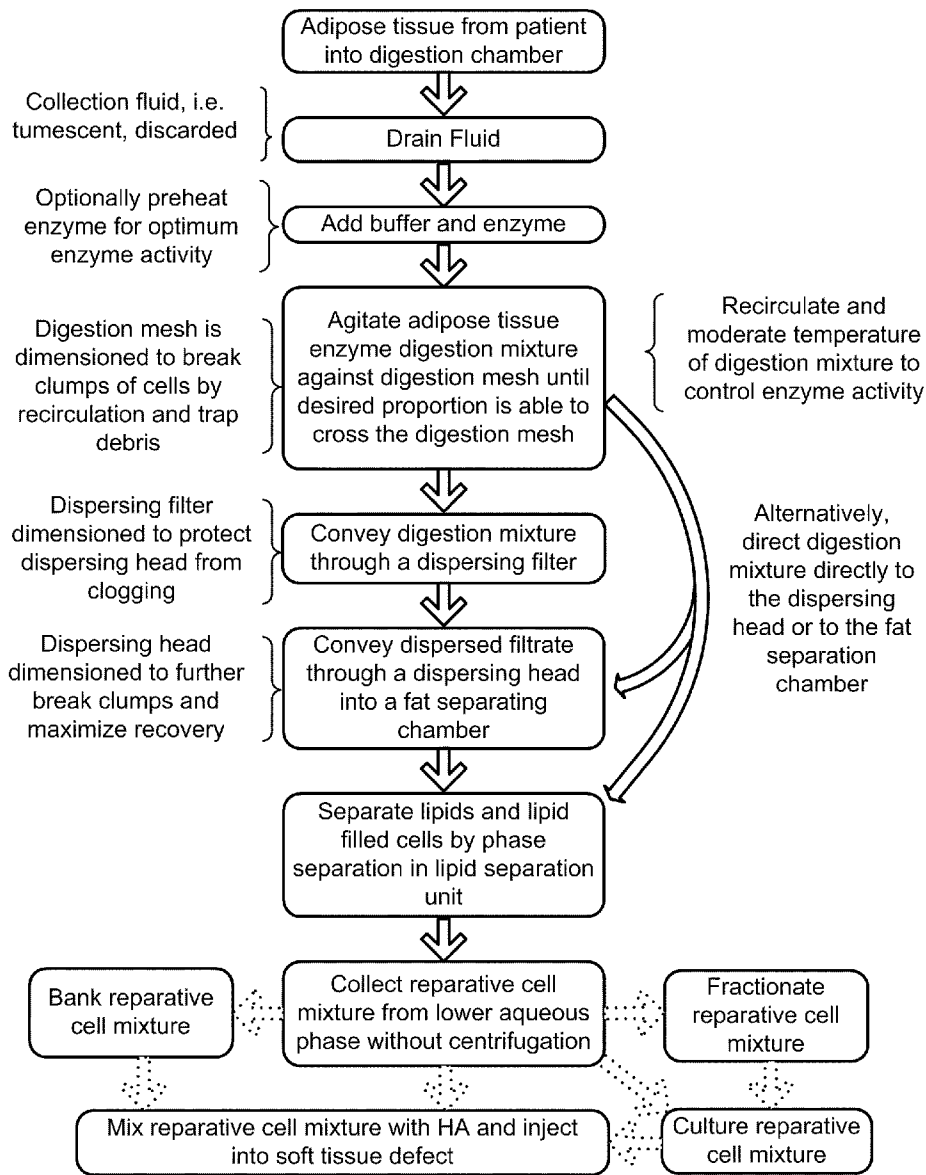 Adipose tissue from patient
into digestion chamber
Collection fluid, i.e.
tumescent, discarded
Drain Fluid
Optionally preheat
enzyme for optimum
enzyme activity
Add buffer and enzyme
Digestion mesh is
dimensioned to break
clumps of cells by
recirculation and trap
debris
Agitate adipose tissue
enzyme digestion mixture
against digestion mesh until
desired proportion is able to
cross the digestion mesh
Recirculate and
moderate temperature
of digestion mixture to
control enzyme activity
Dispersing filter
dimensioned to protect
dispersing head from
clogging
Convey digestion mixture
through a dispersing filter
Alternatively,
direct digestion
mixture directly to
the dispersing
head or to the fat
separation
chamber
Dispersing head
dimensioned to further
break clumps and
maximize recovery
Convey dispersed filtrate
through a dispersing head
into a fat separating
chamber
Separate lipids and lipid
filled cells by phase
separation in lipid separation
unit
Bank reparative
cell mixture
Collect reparative cell
mixture from lower aqueous
phase without centrifugation
Fractionate
reparative cell
mixture
Mix reparative cell mixture with HA and inject
into soft tissue defect
Culture reparative
cell mixture